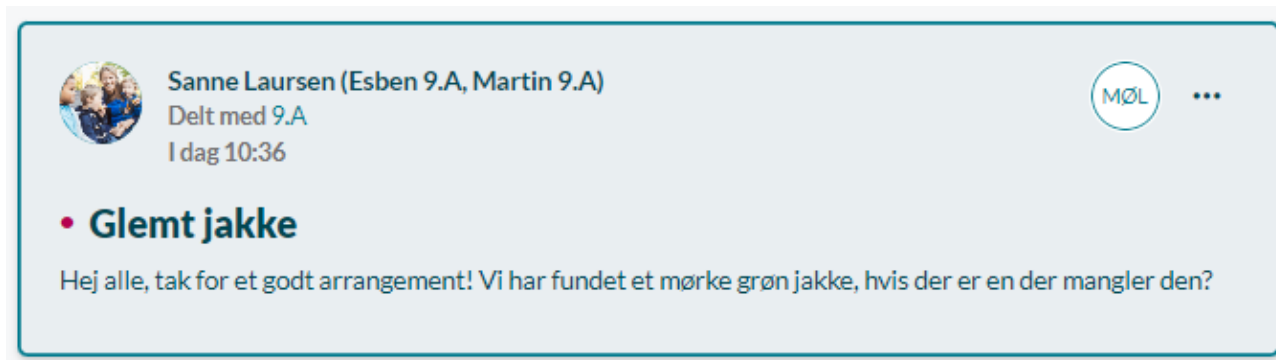 Sanne Laursen (Esben 9.A, Martin 9.A)
Delt med 9.A
I dag 10:36
MØL
•••
• Glemt jakke
Hej alle, tak for et godt arrangement! Vi har fundet et mørke grøn jakke, hvis der er en der mangler den?